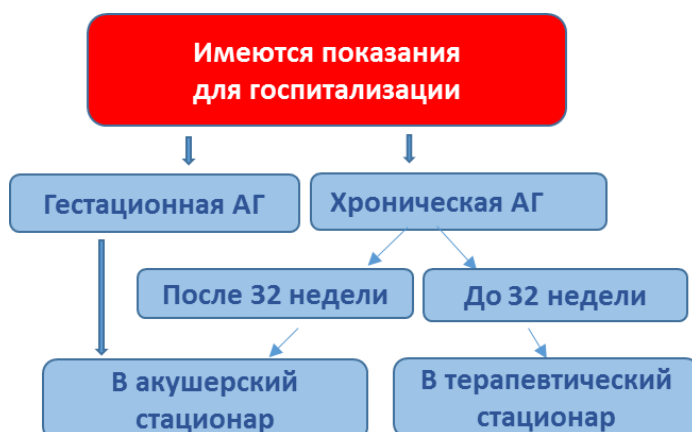 Имеются показания
для госпитализации
Гестационная АГ
Хроническая АГ
После 32 недели
До 32 недели
В акушерский
стационар
В терапевтический
стационар